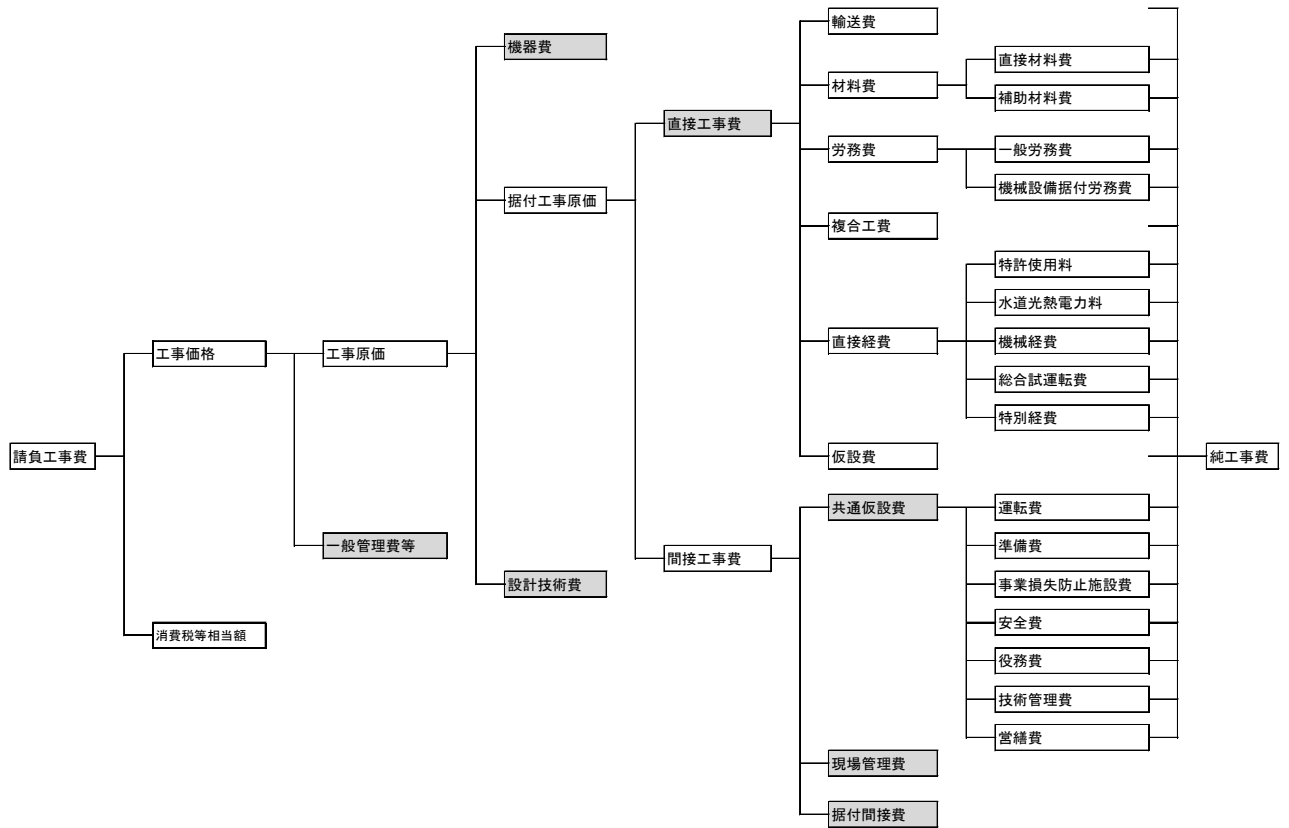 輸送費
機器費
直接材料費
材料費
補助材料費
直接工事費
労務費
一般労務費
機械設備据付労務費
据付工事原価
複合工費
特許使用料
水道光熱電力料
直接経費
機械経費
工事価格
工事原価
総合試運転費
特別経費
請負工事費
仮設費
純工事費
共通仮設費
運転費
一般管理費等
準備費
間接工事費
設計技術費
事業損失防止施設費
安全費
消費税等相当額
役務費
技術管理費
営繕費
現場管理費
据付間接費